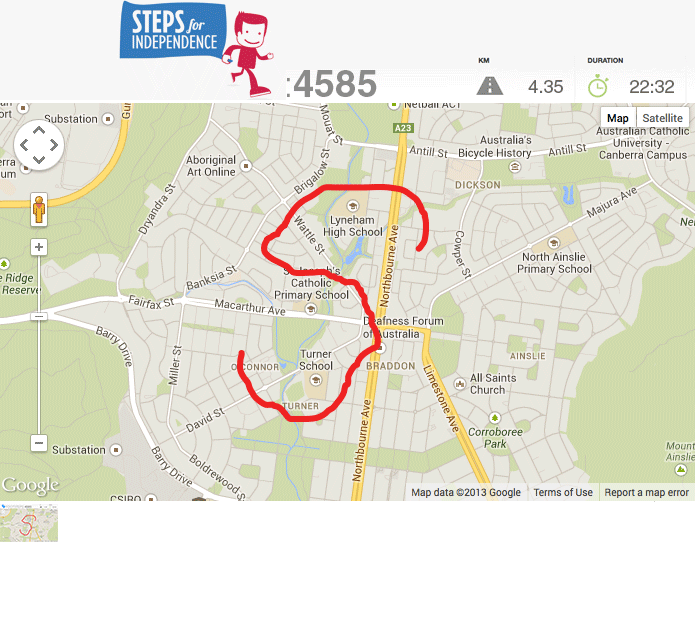 STEPS for
INDEPENDENCE
:4585
KM
4.35
DURATION
22:32
Netball ACT
Map
Satellite
Substation
Mouat St
A23
Antill St
Australia's
Bicycle History
Antill St
Australian Catholic
University -
Canberra Campus
Aboriginal
Art Online
Brigalow St
DICKSON
Dryandra St
Lyneham
High School
Majura Ave
Wattle St
Northbourne Ave
Cowper St
North Ainslie
Primary School
e Ridge
Reserve
Banksia St
St Joseph's
Catholic
Primary School
Fairfax St
Macarthur Ave
Deafness Forum
of Australia
Barry Drive
Miller St
O'CONNOR
Turner
School
BRADDON
AINSLIE
TURNER
All Saints
Church
Limestone Ave
David St
Northbourne Ave
Corroboree
Park
Substation
Barry Drive
Boldrewood St
Mount
Ainslie
Google
CSIRO
Map data ©2013 Google
Terms of Use
Report a map error